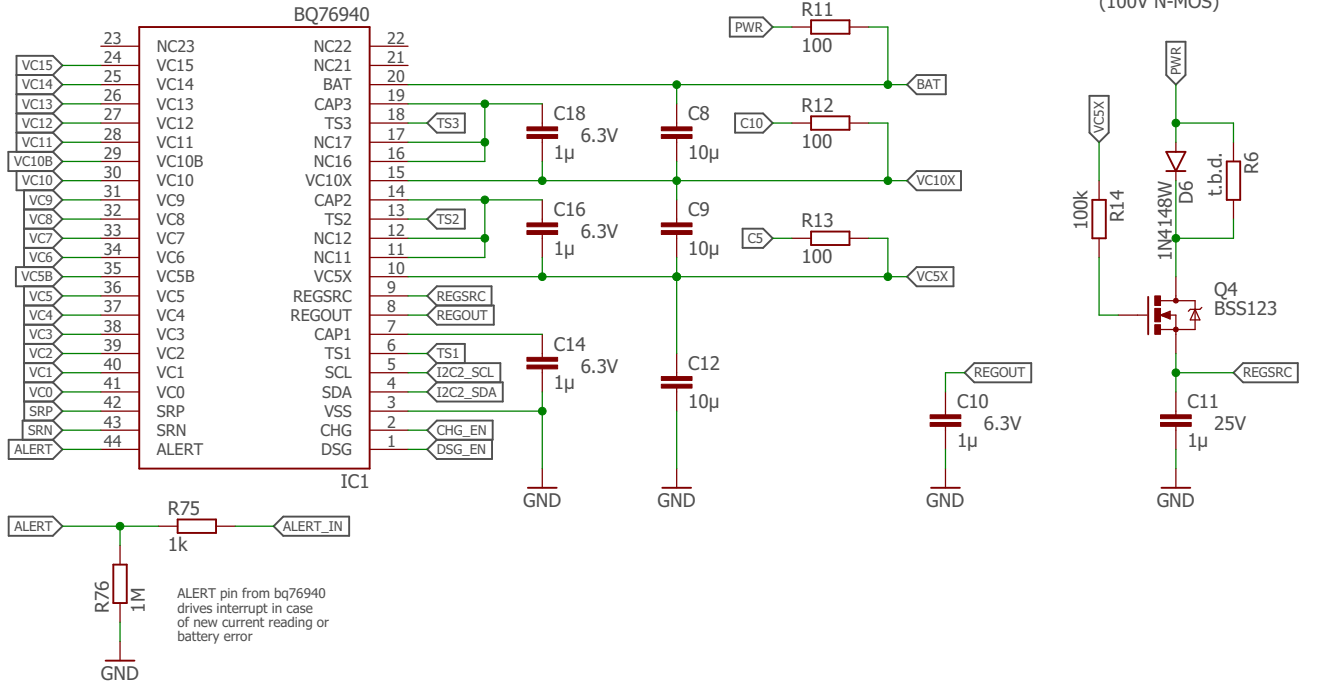 (100V N-MOS)
BQ76940
23 NC23 NC22 22
VC15 24 VC15 NC21 21
VC14 25 VC14 BAT 20
VC13 26 VC13 CAP3 19
VC12 27 VC12 TS3 18 TS3
VC11 28 VC11 NC17 17
VC10B 29 VC10B NC16 16
VC10 30 VC10 VC10X 15
VC9 31 VC9 CAP2 14
VC8 32 VC8 TS2 13 TS2
VC7 33 VC7 NC12 12
VC6 34 VC6 NC11 11
VC5B 35 VC5B VC5X 10
VC5 36 VC5 REGSRC 9 REGSRC
VC4 37 VC4 REGOUT 8 REGOUT
VC3 38 VC3 CAP1 7
VC2 39 VC2 TS1 6 TS1
VC1 40 VC1 SCL 5 I2C2_SCL
VC0 41 VC0 SDA 4 I2C2_SDA
SRP 42 SRP VSS 3
SRN 43 SRN CHG 2 CHG_EN
ALERT 44 ALERT DSG 1 DSG_EN
IC1
R11
PWR
100
BAT
C18
6.3V
1µ
C8
10µ
R12
C10
100
VC10X
C16
6.3V
1µ
C9
10µ
R13
C5
100
VC5X
C14
6.3V
1µ
C12
10µ
GND
GND
REGOUT
C10
6.3V
1µ
GND
PWR
VC5X
100k
R14
1N4148W
D6
t.b.d.
R6
Q4
BSS123
REGSRC
C11
25V
1µ
GND
ALERT
R75
1k
ALERT_IN
R76
1M
GND
ALERT pin from bq76940
drives interrupt in case
of new current reading or
battery error